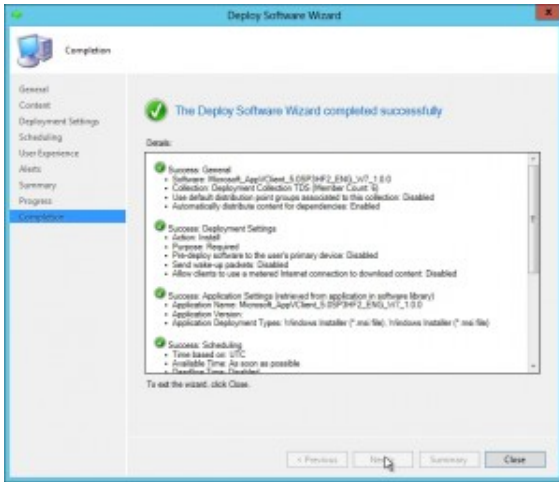 Deploy Software Wizard
Completion
General
Content
Deployment Settings
Scheduling
User Experience
Alerts
Summary
Progress
Completion
The Deploy Software Wizard completed successfully
Details:
Success: General
• Software: Microsoft_AppVClient_5.0SP3HF2_ENG_W7_1.0.0
• Collection: Deployment Collection TDS (Member Count: 6)
• Use default distribution point groups associated to this collection: Disabled
• Automatically distribute content for dependencies: Enabled
Success: Deployment Settings
• Action: Install
• Purpose: Required
• Pre-deploy software to the user's primary device: Disabled
• Send wake-up packets: Disabled
• Allow clients to use a metered Internet connection to download content: Disabled
Success: Application Settings (retrieved from application in software library)
• Application Name: Microsoft_AppVClient_5.0SP3HF2_ENG_W7_1.0.0
• Application Version:
• Application Deployment Types: Windows Installer (*.msi file), Windows Installer (*.msi file)
Success: Scheduling
• Time based on: UTC
• Available Time: As soon as possible
• Deadline Time: Disabled
To exit the wizard, click Close.
< Previous
Summary
Close